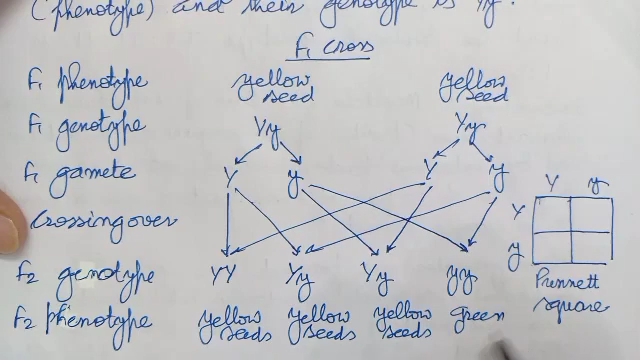 (phenotype) and their genotype is Yy.
F1 cross
F1 phenotype yellow seed yellow seed
F1 genotype Yy Yy
F1 gamete Y y Y y
Crossing over
F2 genotype YY Yy Yy yy
F2 phenotype yellow seeds yellow seeds yellow seeds green
Y y
Y
y
Prennett
square